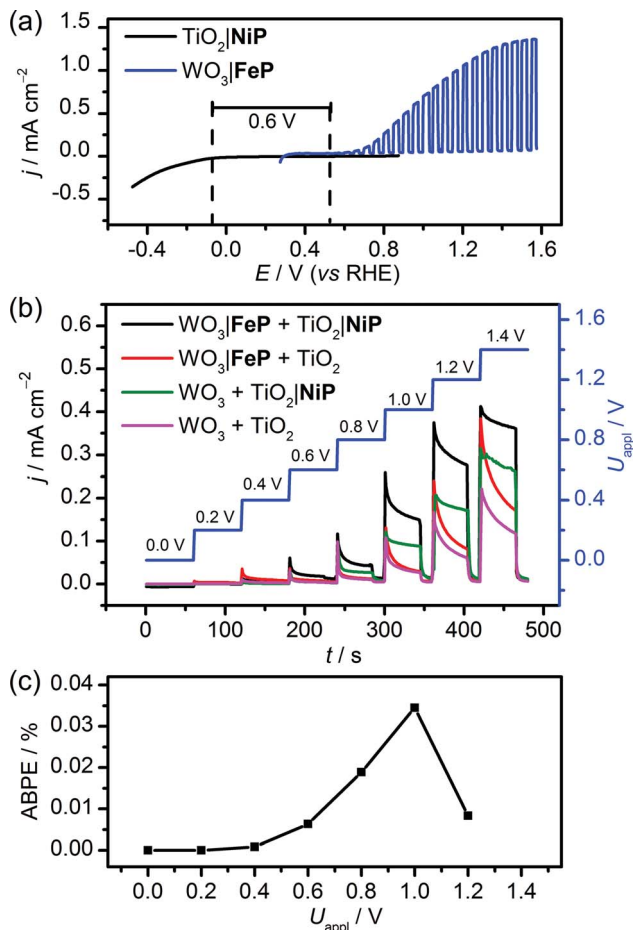 (a)
TiO₂|NiP
WO₃|FeP
0.6 V
1.5
1.0
0.5
0.0
-0.5
j / mA cm⁻²
-0.4 0.0 0.4 0.8 1.2 1.6
E / V (vs RHE)
(b)
WO₃|FeP + TiO₂|NiP
WO₃|FeP + TiO₂
WO₃ + TiO₂|NiP
WO₃ + TiO₂
0.0 V
0.2 V
0.4 V
0.6 V
0.8 V
1.0 V
1.2 V
1.4 V
0.6
0.5
0.4
0.3
0.2
0.1
0.0
j / mA cm⁻²
1.6
1.2
0.8
0.4
0.0
Uappl / V
0 100 200 300 400 500
t / s
(c)
0.04
0.03
0.02
0.01
0.00
ABPE / %
0.0 0.2 0.4 0.6 0.8 1.0 1.2 1.4
Uappl / V